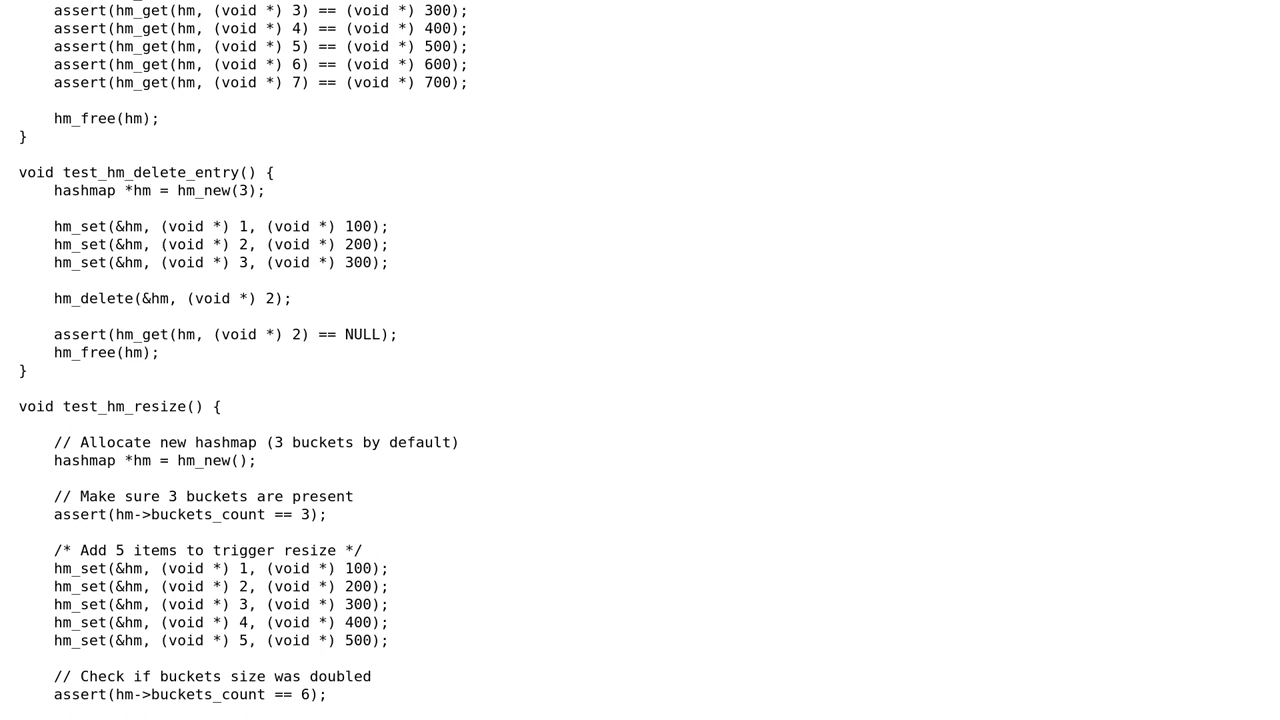 assert(hm_get(hm, (void *) 3) == (void *) 300);
assert(hm_get(hm, (void *) 4) == (void *) 400);
assert(hm_get(hm, (void *) 5) == (void *) 500);
assert(hm_get(hm, (void *) 6) == (void *) 600);
assert(hm_get(hm, (void *) 7) == (void *) 700);
hm_free(hm);
}
void test_hm_delete_entry() {
hashmap *hm = hm_new(3);
hm_set(&hm, (void *) 1, (void *) 100);
hm_set(&hm, (void *) 2, (void *) 200);
hm_set(&hm, (void *) 3, (void *) 300);
hm_delete(&hm, (void *) 2);
assert(hm_get(hm, (void *) 2) == NULL);
hm_free(hm);
}
void test_hm_resize() {
// Allocate new hashmap (3 buckets by default)
hashmap *hm = hm_new();
// Make sure 3 buckets are present
assert(hm->buckets_count == 3);
/* Add 5 items to trigger resize */
hm_set(&hm, (void *) 1, (void *) 100);
hm_set(&hm, (void *) 2, (void *) 200);
hm_set(&hm, (void *) 3, (void *) 300);
hm_set(&hm, (void *) 4, (void *) 400);
hm_set(&hm, (void *) 5, (void *) 500);
// Check if buckets size was doubled
assert(hm->buckets_count == 6);